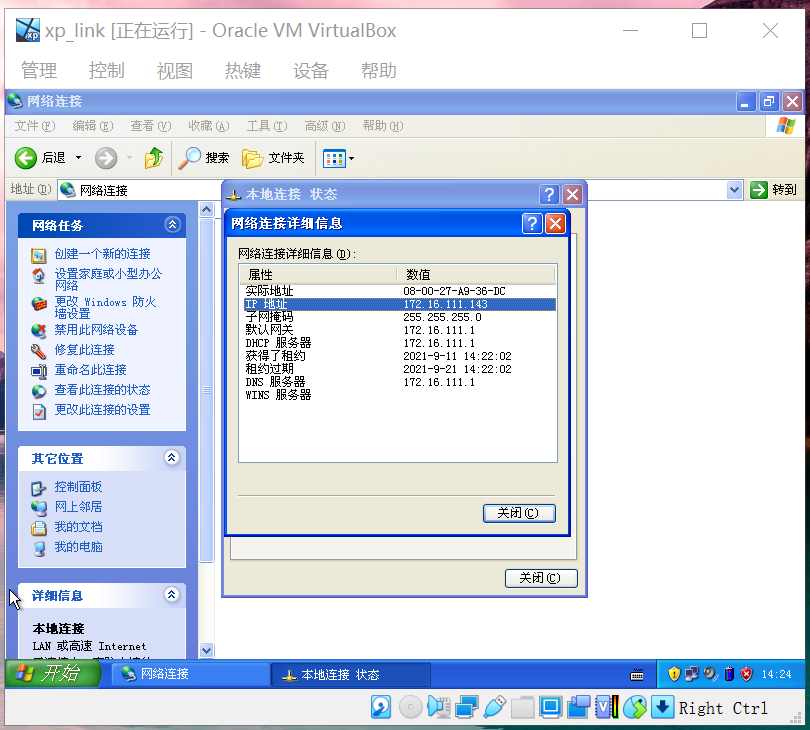 xp_link [正在运行] - Oracle VM VirtualBox
管理 控制 视图 热键 设备 帮助
网络连接
文件(F) 编辑(E) 查看(V) 收藏(A) 工具(T) 高级(N) 帮助(H)
后退 搜索 文件夹
地址(D) 网络连接 转到
本地连接 状态
网络任务
创建一个新的连接
设置家庭或小型办公
网络
更改 Windows 防火
墙设置
禁用此网络设备
修复此连接
重命名此连接
查看此连接的状态
更改此连接的设置
其它位置
控制面板
网上邻居
我的文档
我的电脑
详细信息
本地连接
LAN 或高速 Internet
网络连接详细信息
网络连接详细信息(D):
属性 数值
实际地址 08-00-27-A9-36-DC
IP 地址 172.16.111.143
子网掩码 255.255.255.0
默认网关 172.16.111.1
DHCP 服务器 172.16.111.1
获得了租约 2021-9-11 14:22:02
租约过期 2021-9-21 14:22:02
DNS 服务器 172.16.111.1
WINS 服务器
关闭(C)
关闭(C)
开始 网络连接 本地连接 状态 14:24
Right Ctrl